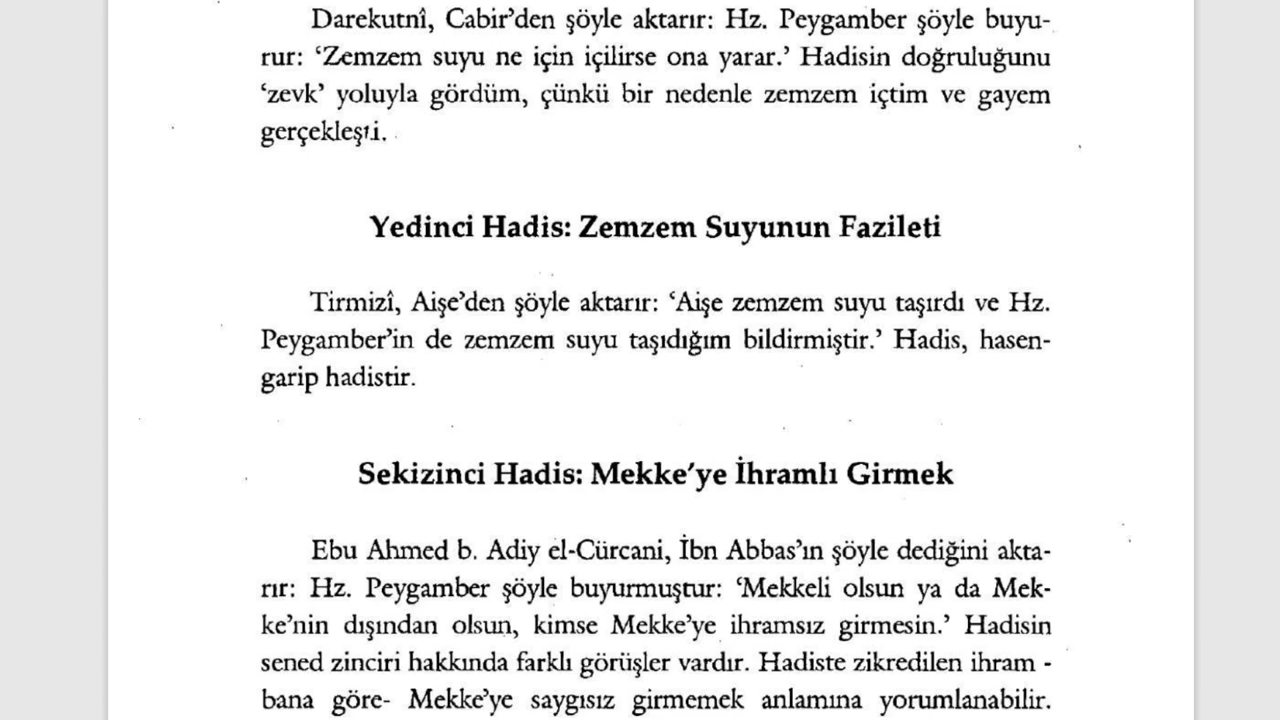 Darekutnî, Cabir’den şöyle aktarır: Hz. Peygamber şöyle buyu-
rur: ‘Zemzem suyu ne için içilirse ona yarar.’ Hadisin doğruluğunu
‘zevk’ yoluyla gördüm, çünkü bir nedenle zemzem içtim ve gayem
gerçekleşti.
Yedinci Hadis: Zemzem Suyunun Fazileti
Tirmizî, Aişe’den şöyle aktarır: ‘Aişe zemzem suyu taşırdı ve Hz.
Peygamber’in de zemzem suyu taşıdığım bildirmiştir.’ Hadis, hasen-
garip hadistir.
Sekizinci Hadis: Mekke’ye İhramlı Girmek
Ebu Ahmed b. Adiy el-Cürcani, İbn Abbas’ın şöyle dediğini akta-
rır: Hz. Peygamber şöyle buyurmuştur: ‘Mekkeli olsun ya da Mek-
ke’nin dışından olsun, kimse Mekke’ye ihramsız girmesin.’ Hadisin
sened zinciri hakkında farklı görüşler vardır. Hadiste zikredilen ihram -
bana göre- Mekke’ye saygısız girmemek anlamına yorumlanabilir.